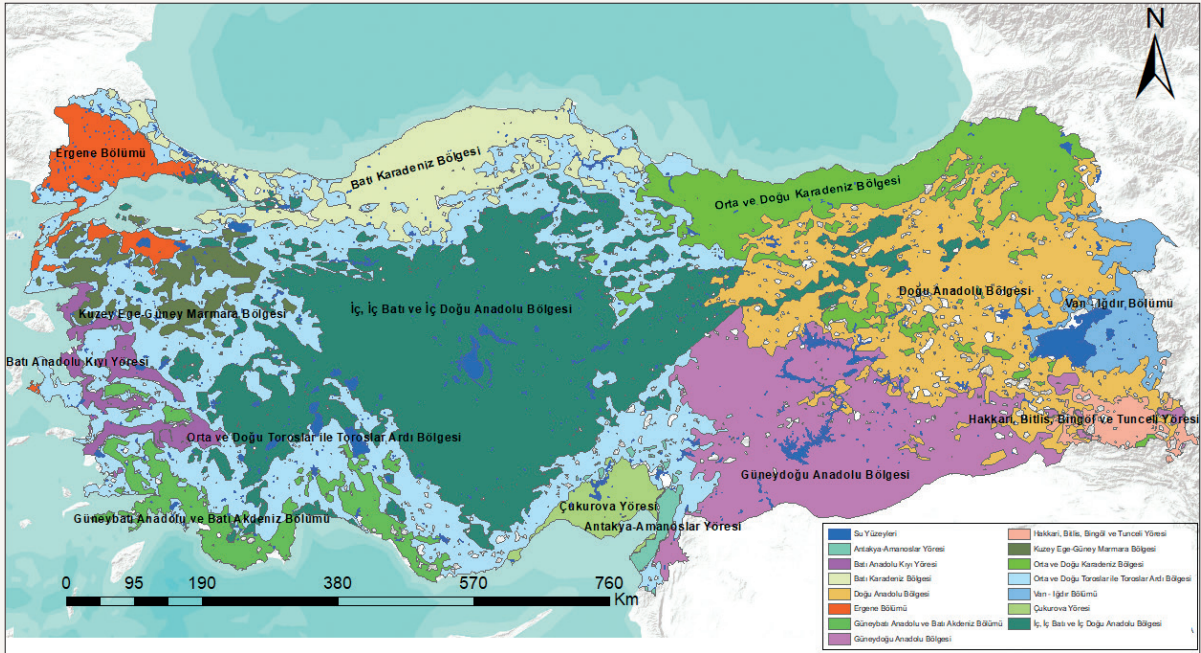 N
Ergene Bölümü
Batı Karadeniz Bölgesi
Orta ve Doğu Karadeniz Bölgesi
Doğu Anadolu Bölgesi
Van - Iğdır Bölümü
İç, İç Batı ve İç Doğu Anadolu Bölgesi
Kuzey Ege-Güney Marmara Bölgesi
Batı Anadolu Kıyı Yöresi
Hakkari, Bitlis, Bingöl ve Tunceli Yöresi
Orta ve Doğu Toroslar ile Toroslar Ardı Bölgesi
Güneydoğu Anadolu Bölgesi
Çukurova Yöresi
Güneybatı Anadolu ve Batı Akdeniz Bölümü
Antakya-Amanoslar Yöresi
0 95 190 380 570 760
Km
Su Yüzeyleri
Antakya-Amanoslar Yöresi
Batı Anadolu Kıyı Yöresi
Batı Karadeniz Bölgesi
Doğu Anadolu Bölgesi
Ergene Bölümü
Güneybatı Anadolu ve Batı Akdeniz Bölümü
Güneydoğu Anadolu Bölgesi
Hakkari, Bitlis, Bingöl ve Tunceli Yöresi
Kuzey Ege-Güney Marmara Bölgesi
Orta ve Doğu Karadeniz Bölgesi
Orta ve Doğu Toroslar ile Toroslar Ardı Bölgesi
Van - Iğdır Bölümü
Çukurova Yöresi
İç, İç Batı ve İç Doğu Anadolu Bölgesi